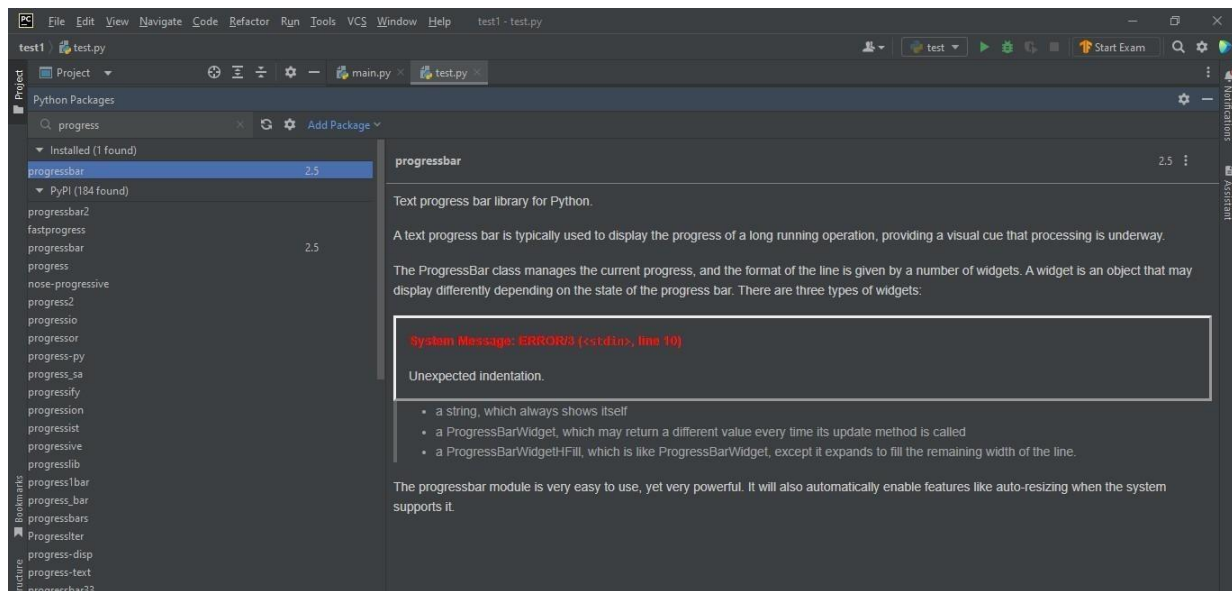 PC File Edit View Navigate Code Refactor Run Tools VCS Window Help test1 - test.py
test1 test.py test Start Exam
Project Project main.py test.py
Python Packages
progress Add Package
Installed (1 found)
progressbar 2.5
PyPI (184 found)
progressbar2
fastprogress
progressbar 2.5
progress
nose-progressive
progress2
progressio
progressor
progress-py
progress_sa
progressify
progression
progressist
progressive
progresslib
progress1bar
progress_bar
progressbars
ProgressIter
progress-disp
progress-text
progressbar33
progressbar 2.5
Text progress bar library for Python.
A text progress bar is typically used to display the progress of a long running operation, providing a visual cue that processing is underway.
The ProgressBar class manages the current progress, and the format of the line is given by a number of widgets. A widget is an object that may
display differently depending on the state of the progress bar. There are three types of widgets:
System Message: ERROR/3 (<stdin>, line 10)
Unexpected indentation.
• a string, which always shows itself
• a ProgressBarWidget, which may return a different value every time its update method is called
• a ProgressBarWidgetHFill, which is like ProgressBarWidget, except it expands to fill the remaining width of the line.
The progressbar module is very easy to use, yet very powerful. It will also automatically enable features like auto-resizing when the system
supports it.
Bookmarks
Notifications
Assistant